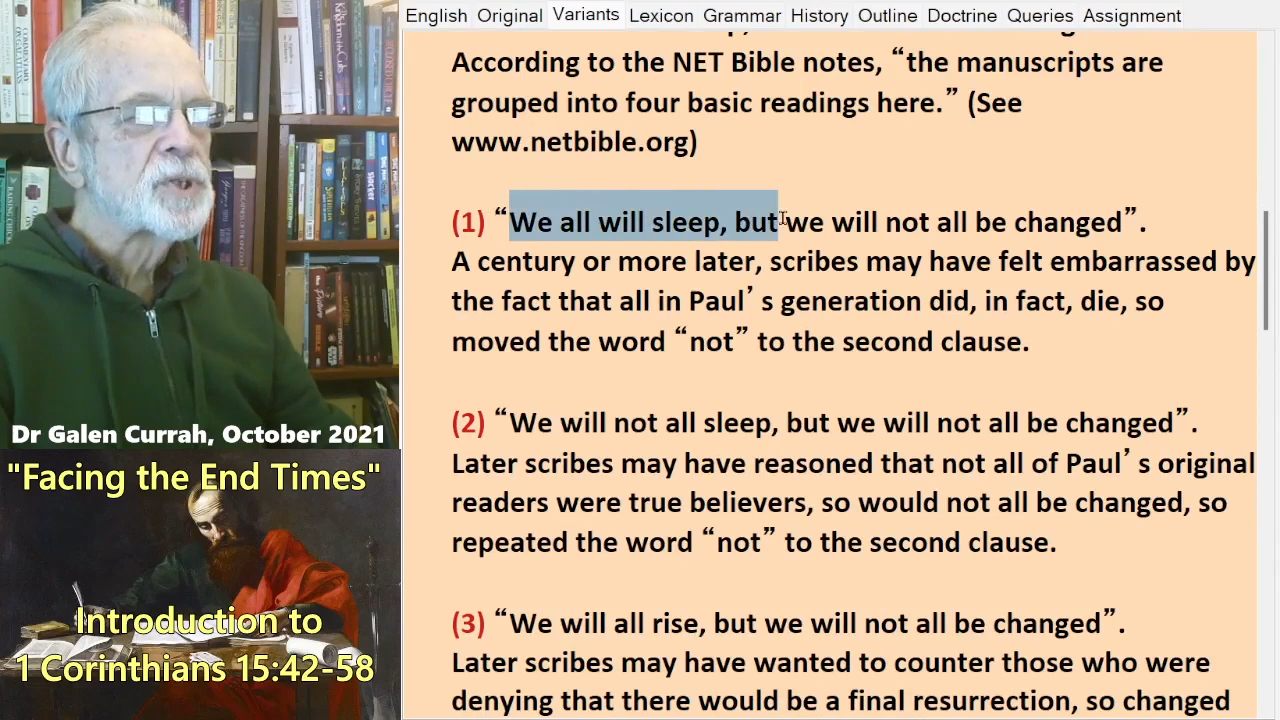 English Original Variants Lexicon Grammar History Outline Doctrine Queries Assignment
According to the NET Bible notes, “the manuscripts are
grouped into four basic readings here.” (See
www.netbible.org)
(1) “We all will sleep, but we will not all be changed”.
A century or more later, scribes may have felt embarrassed by
the fact that all in Paul’s generation did, in fact, die, so
moved the word “not” to the second clause.
(2) “We will not all sleep, but we will not all be changed”.
Later scribes may have reasoned that not all of Paul’s original
readers were true believers, so would not all be changed, so
repeated the word “not” to the second clause.
(3) “We will all rise, but we will not all be changed”.
Later scribes may have wanted to counter those who were
denying that there would be a final resurrection, so changed
Dr Galen Currah, October 2021
"Facing the End Times"
Introduction to
1 Corinthians 15:42-58